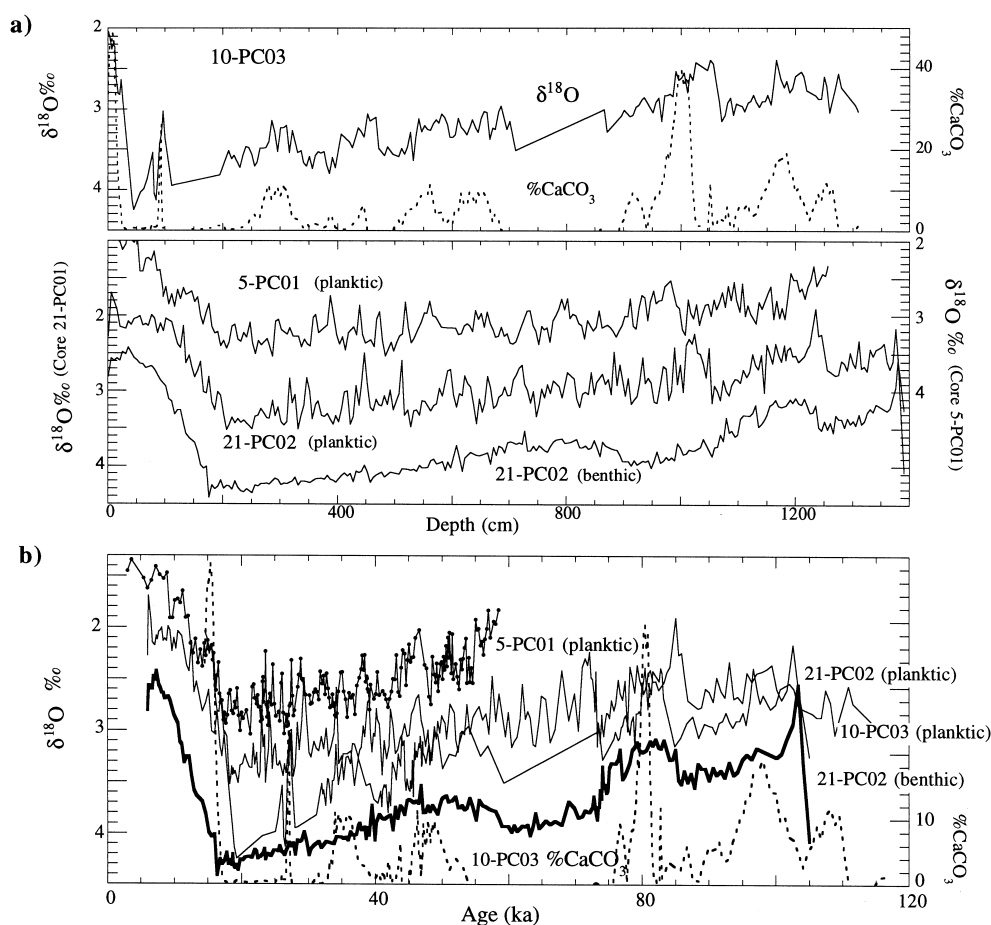 a)
2
3
4
δ18O‰
10-PC03
δ18O
%CaCO3
40
20
0
%CaCO3
2
3
4
δ18O‰ (Core 21-PC01)
5-PC01 (planktic)
21-PC02 (planktic)
21-PC02 (benthic)
2
3
4
δ18O ‰ (Core 5-PC01)
0
200
400
600
800
1000
1200
Depth (cm)
b)
2
3
4
δ18O ‰
5-PC01 (planktic)
21-PC02 (planktic)
10-PC03 (planktic)
21-PC02 (benthic)
10-PC03 %CaCO3
10
0
%CaCO3
0
40
80
120
Age (ka)